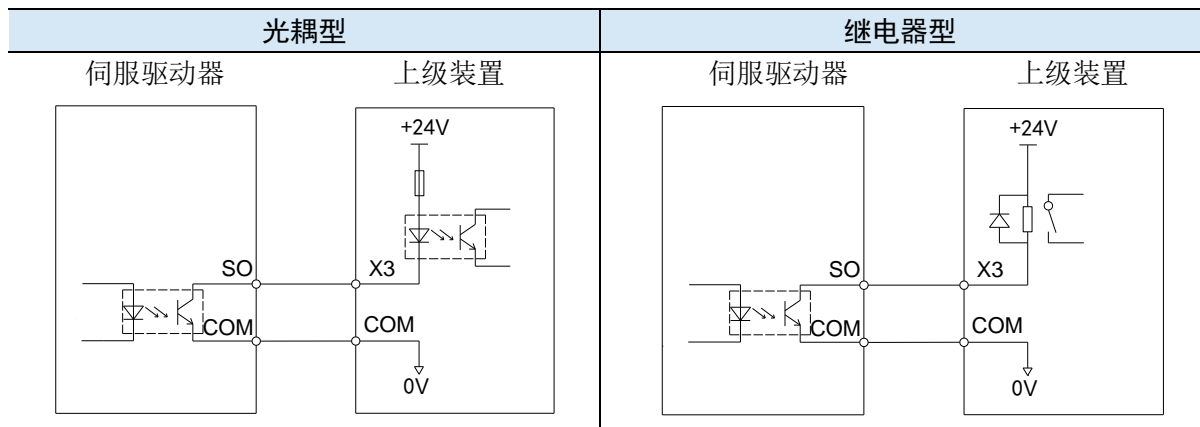 光耦型
继电器型
伺服驱动器
上级装置
伺服驱动器
上级装置
+24V
SO
X3
COM
COM
0V
+24V
SO
X3
COM
COM
0V